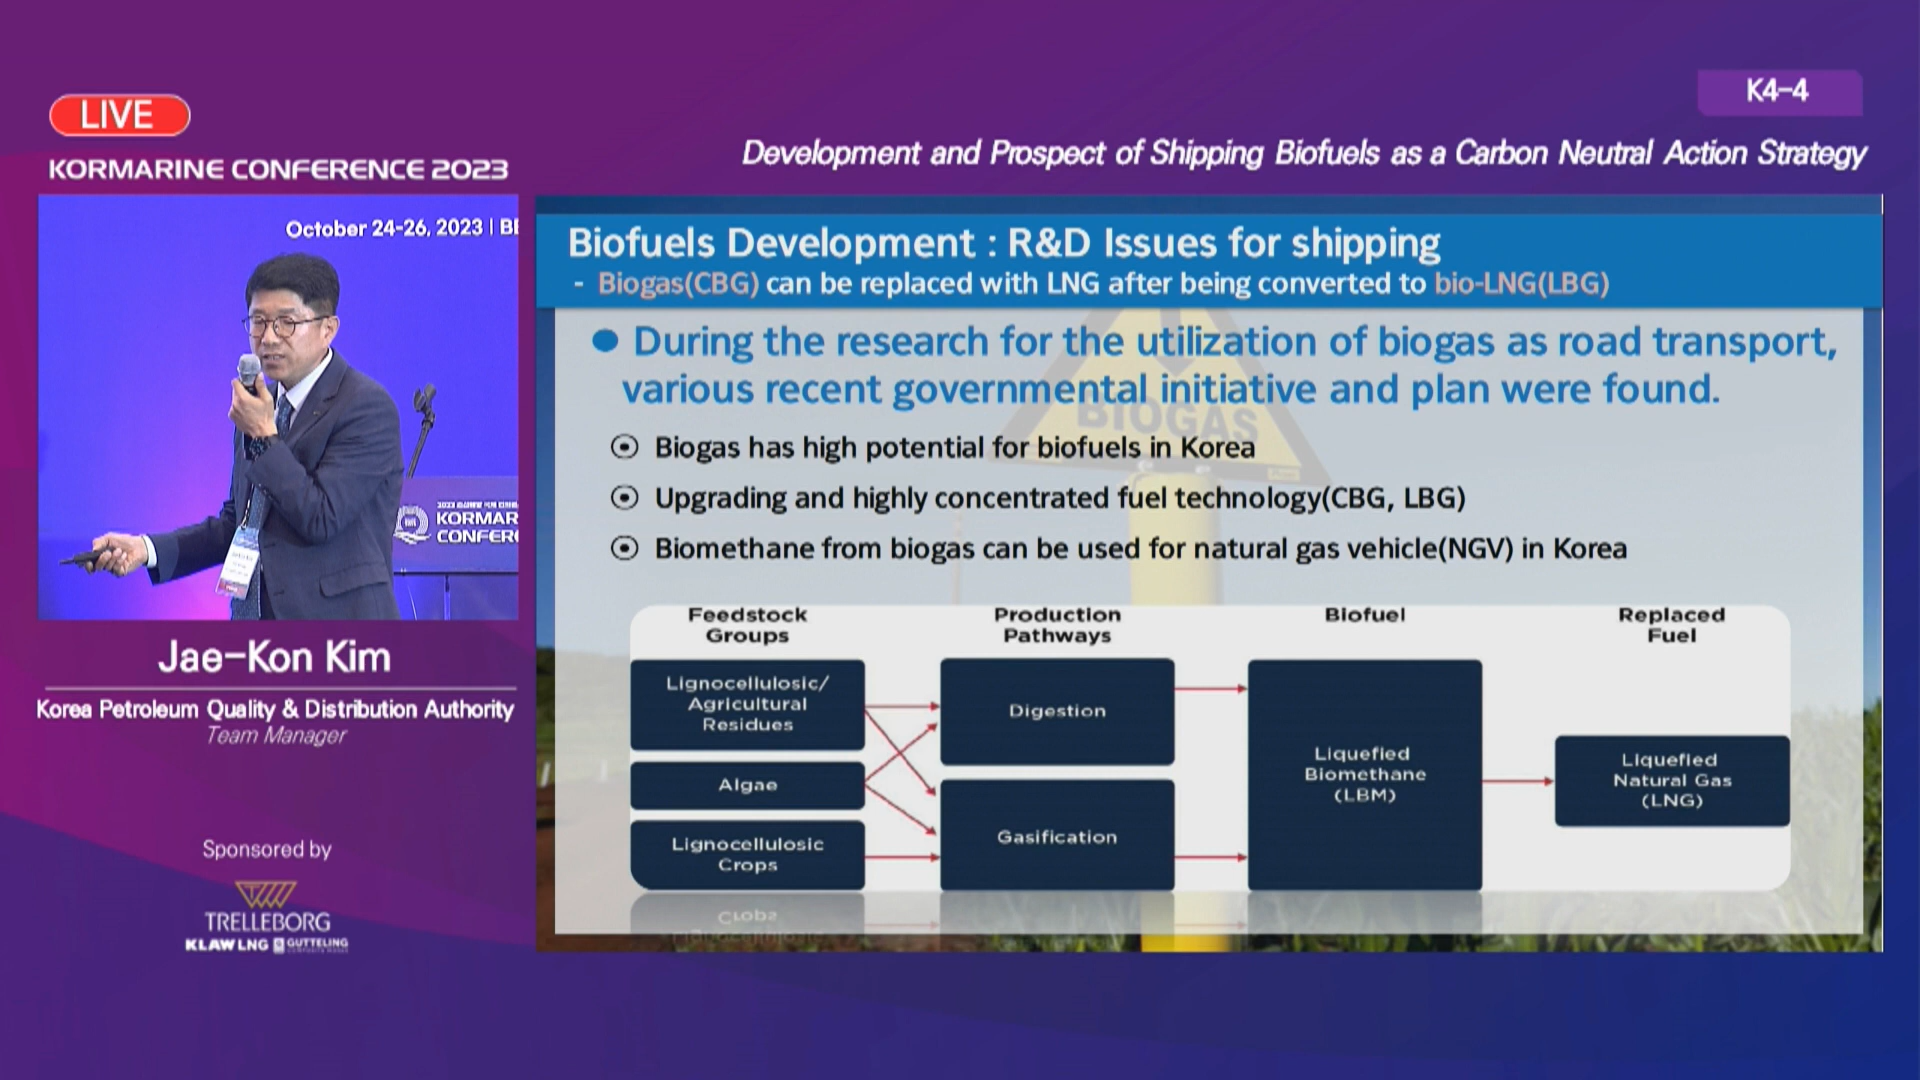 LIVE
KORMARINE CONFERENCE 2023
K4-4
Development and Prospect of Shipping Biofuels as a Carbon Neutral Action Strategy
October 24-26, 2023 | BE
KORMAR
CONFERE
Jae-Kon Kim
Korea Petroleum Quality & Distribution Authority
Team Manager
Sponsored by
TRELLEBORG
KLAW LNG GUTTELING
Biofuels Development : R&D Issues for shipping
- Biogas(CBG) can be replaced with LNG after being converted to bio-LNG(LBG)
● During the research for the utilization of biogas as road transport,
various recent governmental initiative and plan were found.
BIOGAS
Biogas has high potential for biofuels in Korea
Upgrading and highly concentrated fuel technology(CBG, LBG)
Biomethane from biogas can be used for natural gas vehicle(NGV) in Korea
Feedstock
Groups
Production
Pathways
Biofuel
Replaced
Fuel
Lignocellulosic/
Agricultural
Residues
Algae
Lignocellulosic
Crops
Digestion
Gasification
Liquefied
Biomethane
(LBM)
Liquefied
Natural Gas
(LNG)